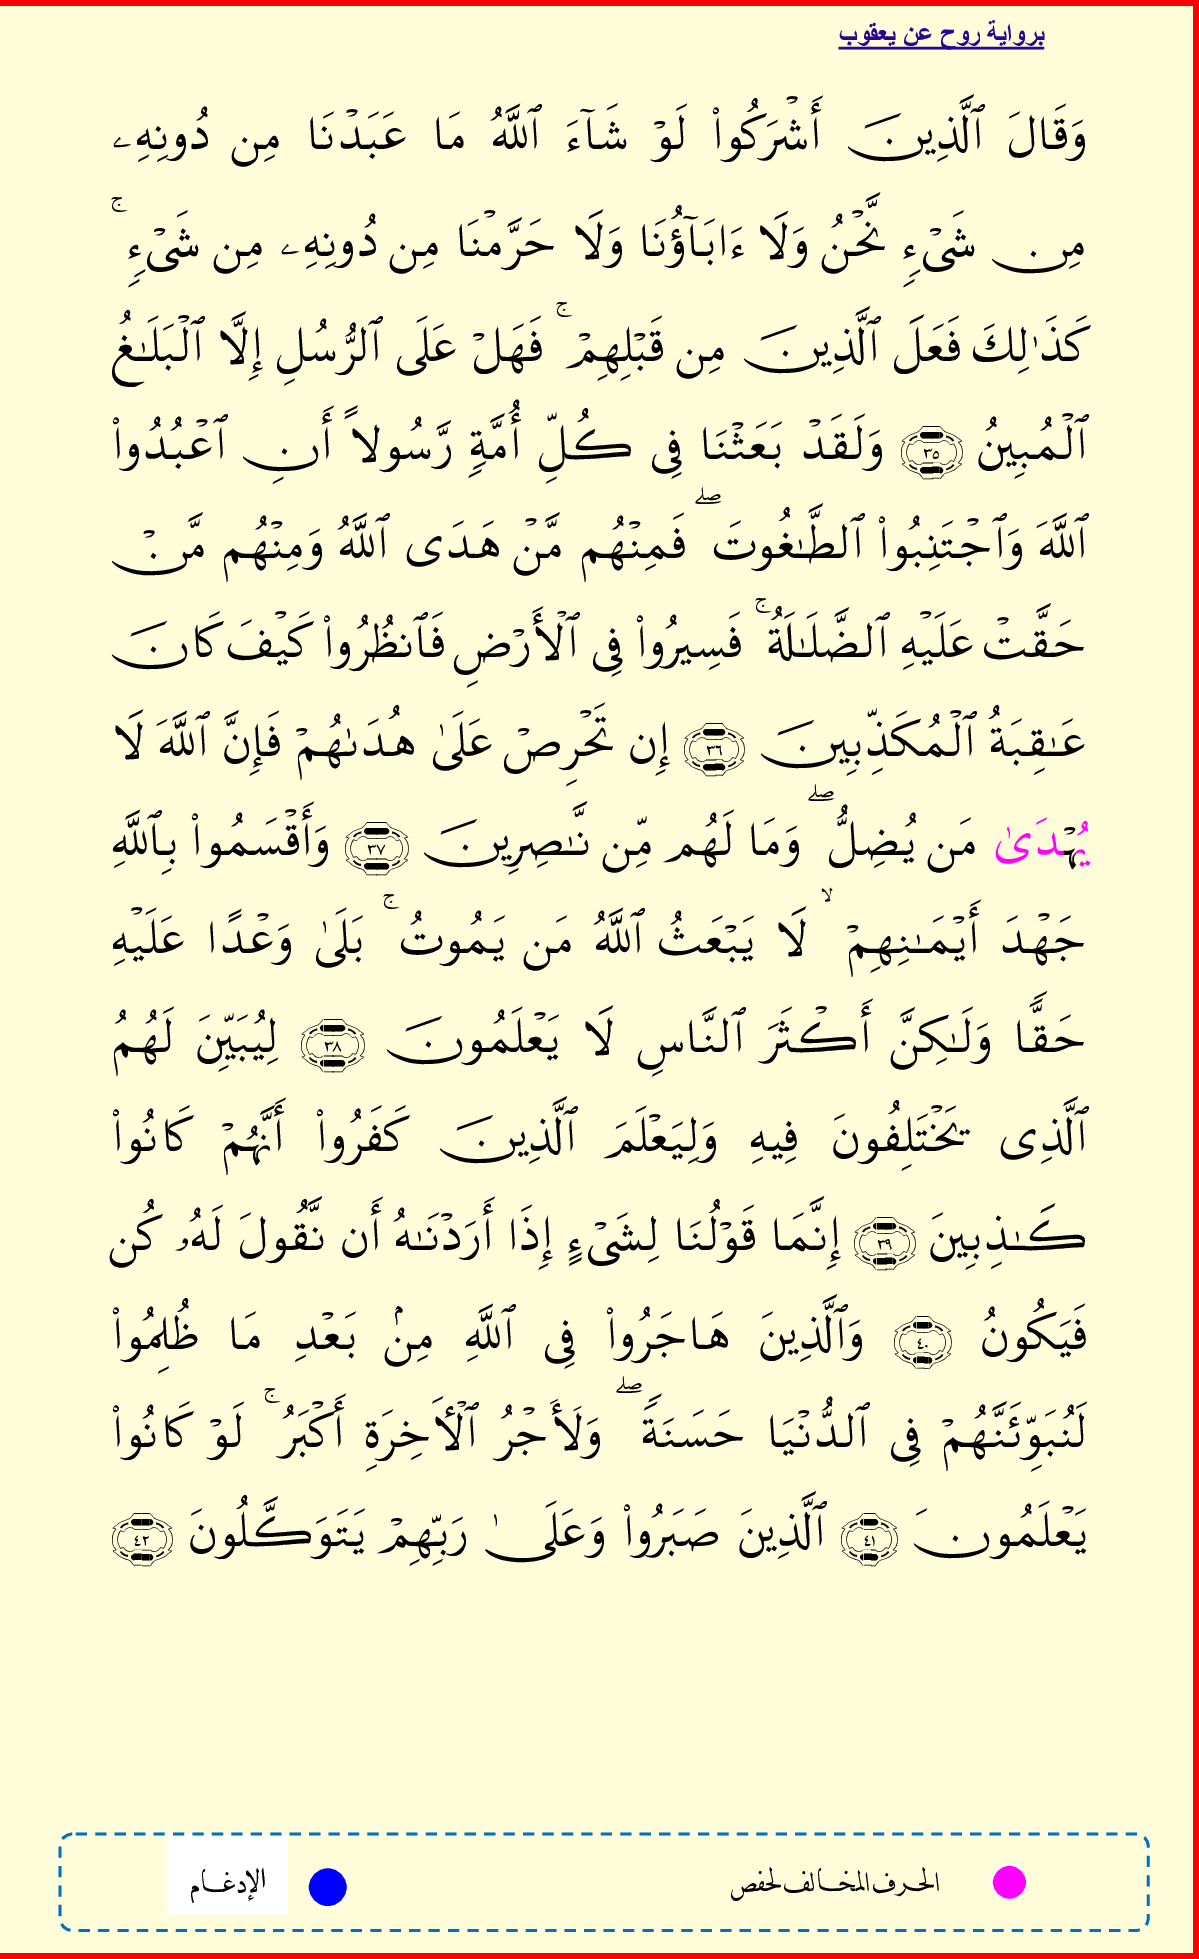 برواية روح عن يعقوب
وَقَالَ ٱلَّذِينَ أَشْرَكُوا۟ لَوْ شَآءَ ٱللَّهُ مَا عَبَدْنَا مِن دُونِهِۦ
مِن شَىْءٍ نَّحْنُ وَلَا ءَابَآؤُنَا وَلَا حَرَّمْنَا مِن دُونِهِۦ مِن شَىْءٍ ۚ
كَذَٰلِكَ فَعَلَ ٱلَّذِينَ مِن قَبْلِهِمْ ۚ فَهَلْ عَلَى ٱلرُّسُلِ إِلَّا ٱلْبَلَـٰغُ
ٱلْمُبِينُ ٣٥ وَلَقَدْ بَعَثْنَا فِى كُلِّ أُمَّةٍ رَّسُولاً أَنِ ٱعْبُدُوا۟
ٱللَّهَ وَٱجْتَنِبُوا۟ ٱلطَّـٰغُوتَ ۖ فَمِنْهُم مَّنْ هَدَى ٱللَّهُ وَمِنْهُم مَّنْ
حَقَّتْ عَلَيْهِ ٱلضَّلَـٰلَةُ ۚ فَسِيرُوا۟ فِى ٱلْأَرْضِ فَٱنظُرُوا۟ كَيْفَ كَانَ
عَـٰقِبَةُ ٱلْمُكَذِّبِينَ ٣٦ إِن تَحْرِصْ عَلَىٰ هُدَىٰهُمْ فَإِنَّ ٱللَّهَ لَا
يُهْدَىٰ مَن يُضِلُّ ۖ وَمَا لَهُم مِّن نَّـٰصِرِينَ ٣٧ وَأَقْسَمُوا۟ بِٱللَّهِ
جَهْدَ أَيْمَـٰنِهِمْ ۙ لَا يَبْعَثُ ٱللَّهُ مَن يَمُوتُ ۚ بَلَىٰ وَعْدًا عَلَيْهِ
حَقًّا وَلَـٰكِنَّ أَكْثَرَ ٱلنَّاسِ لَا يَعْلَمُونَ ٣٨ لِيُبَيِّنَ لَهُمُ
ٱلَّذِى يَخْتَلِفُونَ فِيهِ وَلِيَعْلَمَ ٱلَّذِينَ كَفَرُوا۟ أَنَّهُمْ كَانُوا۟
كَـٰذِبِينَ ٣٩ إِنَّمَا قَوْلُنَا لِشَىْءٍ إِذَا أَرَدْنَـٰهُ أَن نَّقُولَ لَهُۥ كُن
فَيَكُونُ ٤٠ وَٱلَّذِينَ هَاجَرُوا۟ فِى ٱللَّهِ مِنۢ بَعْدِ مَا ظُلِمُوا۟
لَنُبَوِّئَنَّهُمْ فِى ٱلدُّنْيَا حَسَنَةً ۖ وَلَأَجْرُ ٱلْـَٔاخِرَةِ أَكْبَرُ ۚ لَوْ كَانُوا۟
يَعْلَمُونَ ٤١ ٱلَّذِينَ صَبَرُوا۟ وَعَلَىٰ رَبِّهِمْ يَتَوَكَّلُونَ ٤٢
الحرف المخالف لحفص
الإدغام